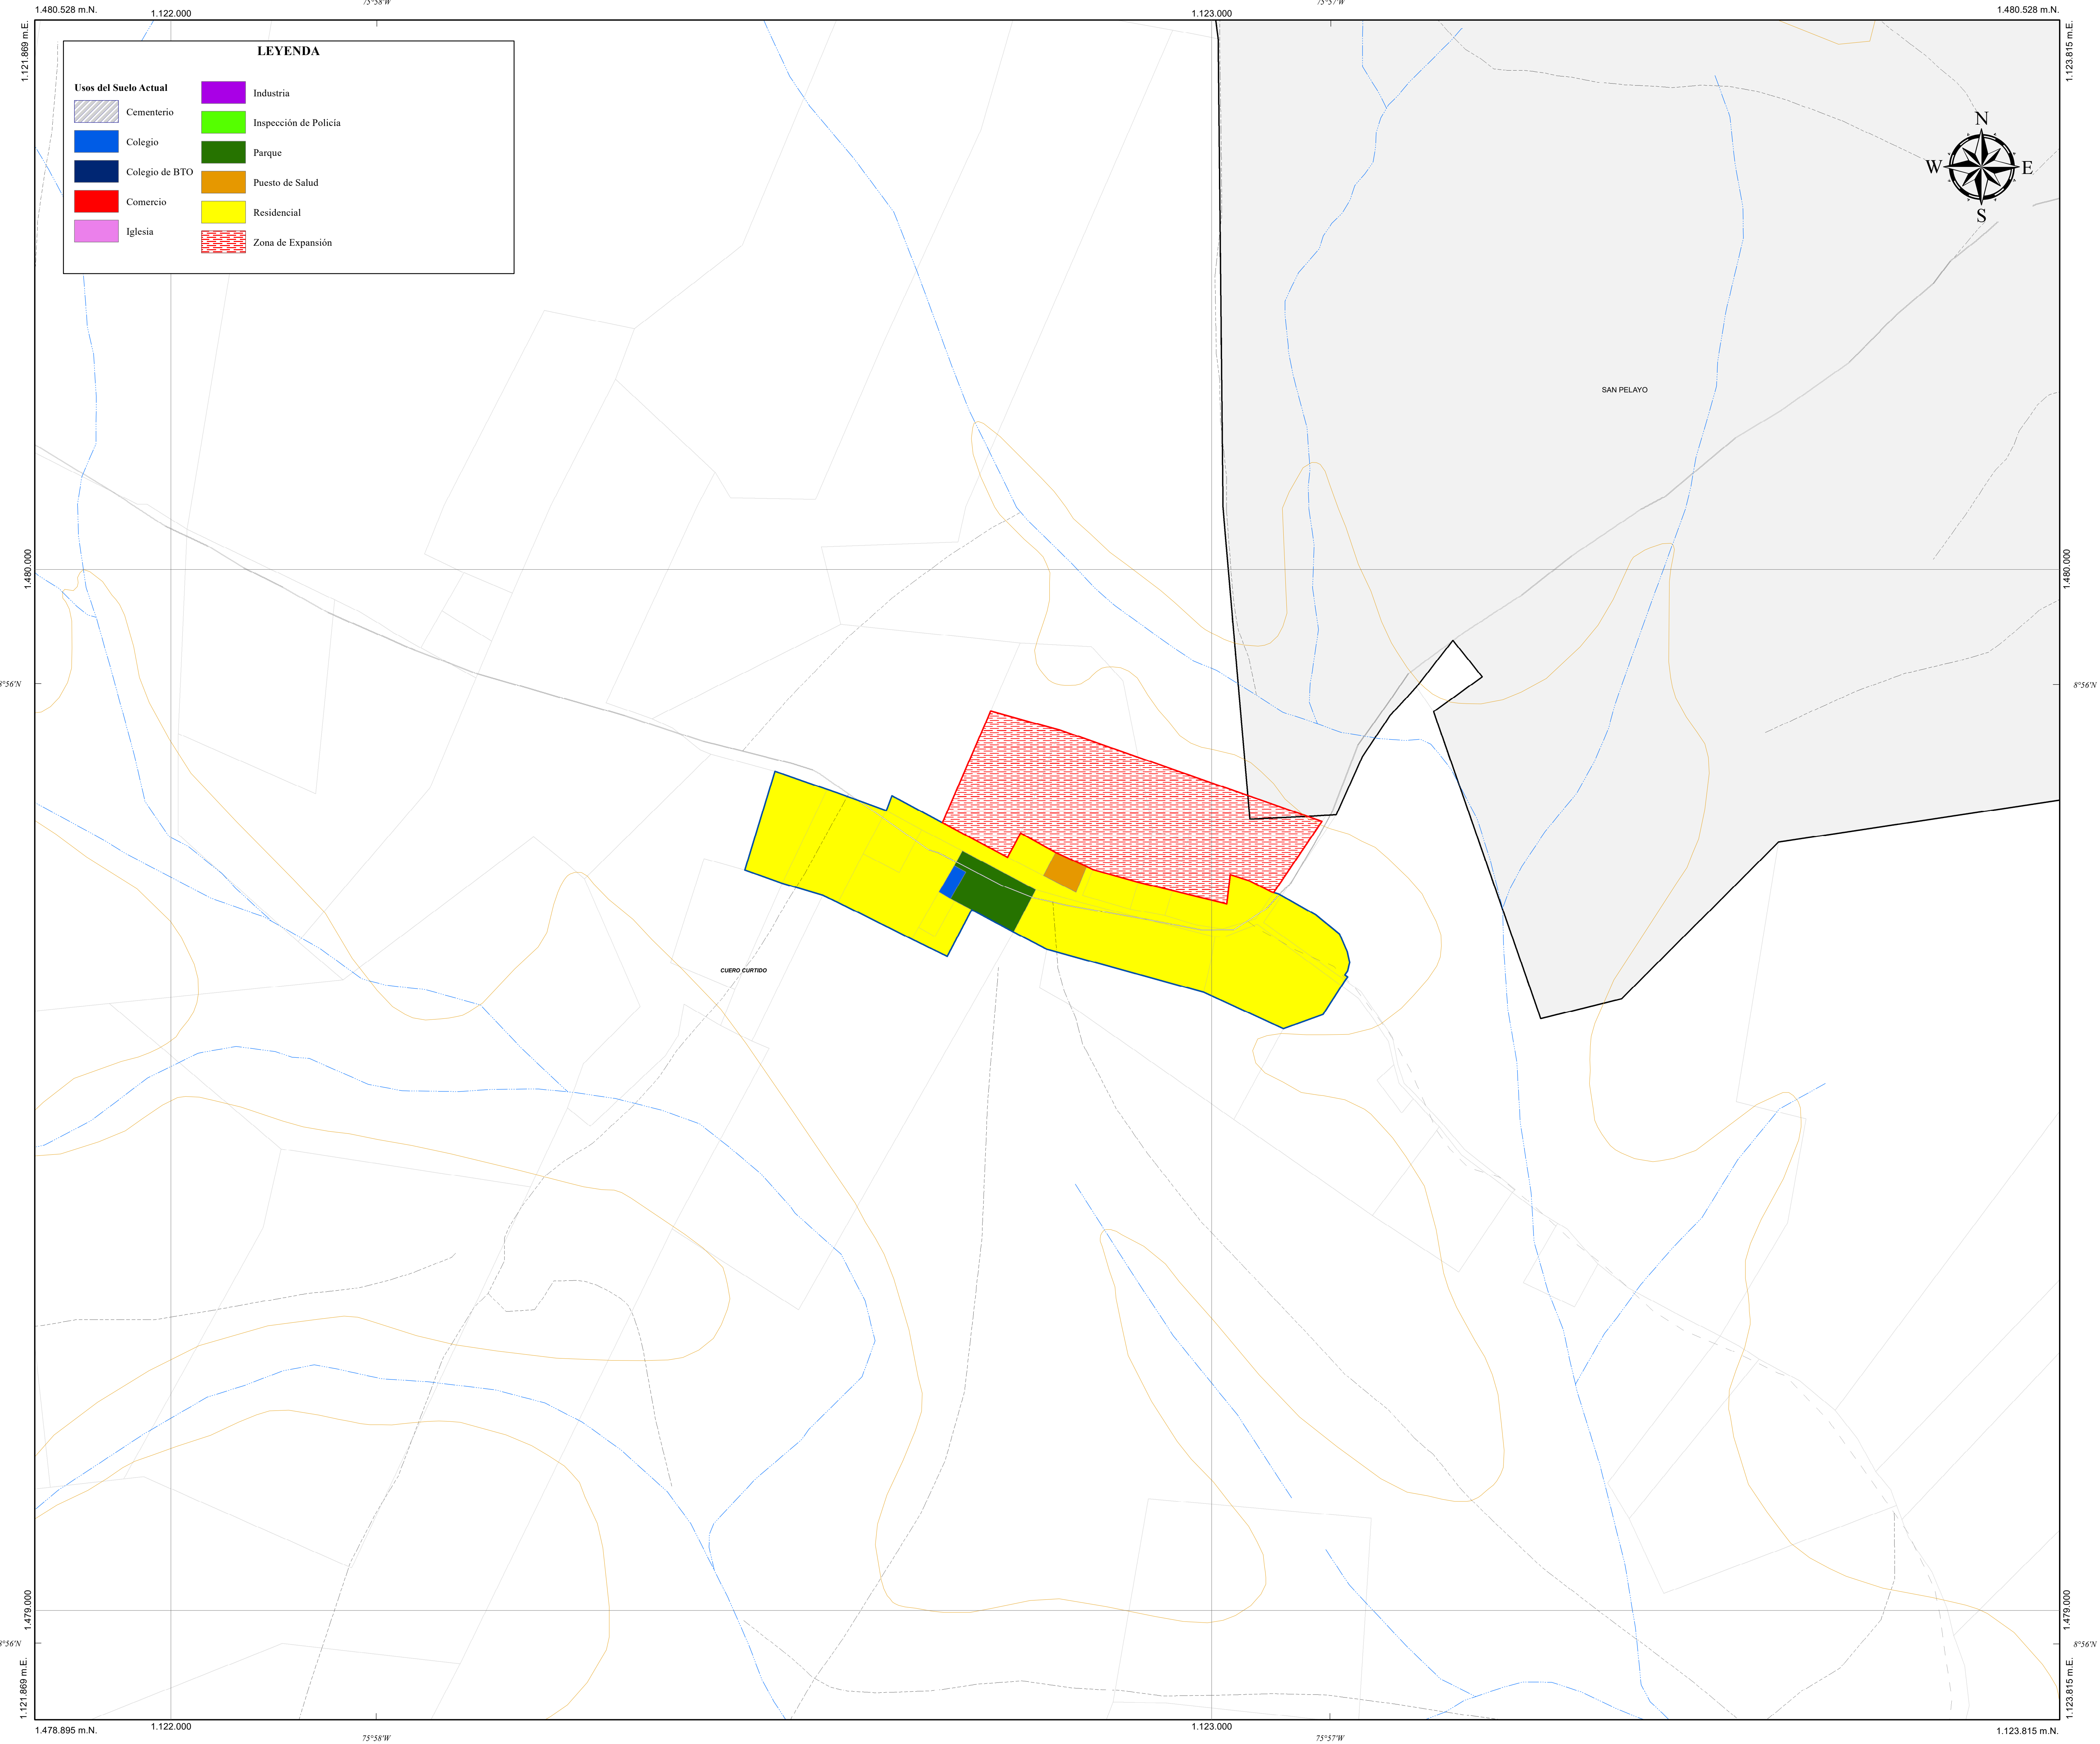 75°58'W
75°57'W
1.480.528 m.N.
1.122.000
1.123.000
1.480.528 m.N.
1.121.869 m.E.
1.123.815 m.E.
LEYENDA
Usos del Suelo Actual
Cementerio
Colegio
Colegio de BTO
Comercio
Iglesia
Industria
Inspección de Policía
Parque
Puesto de Salud
Residencial
Zona de Expansión
N
W
E
S
SAN PELAYO
1.480.000
1.480.000
8°56'N
8°56'N
CUERO CURTIDO
1.479.000
1.479.000
8°56'N
8°56'N
1.121.869 m.E.
1.123.815 m.E.
1.478.895 m.N.
1.122.000
1.123.000
1.123.815 m.N.
75°58'W
75°57'W